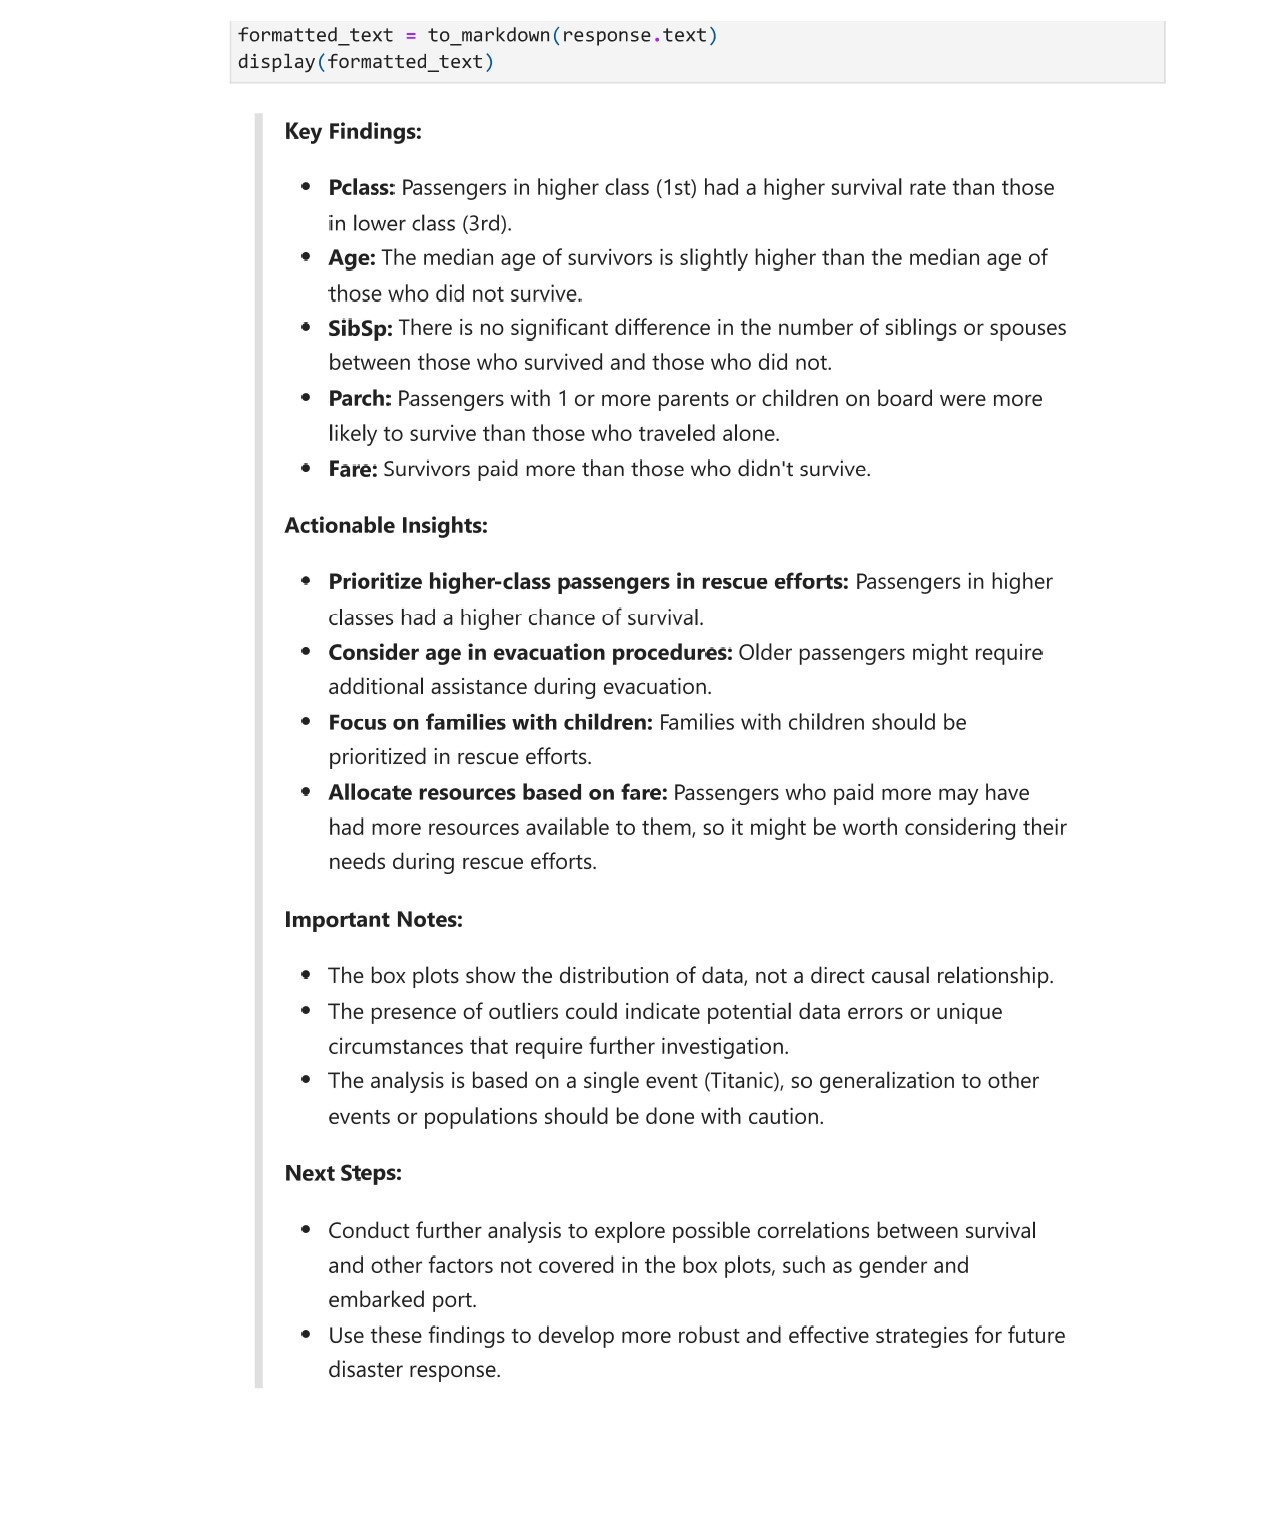 formatted_text = to_markdown(response.text)
display(formatted_text)
Key Findings:
• Pclass: Passengers in higher class (1st) had a higher survival rate than those
in lower class (3rd).
• Age: The median age of survivors is slightly higher than the median age of
those who did not survive.
• SibSp: There is no significant difference in the number of siblings or spouses
between those who survived and those who did not.
• Parch: Passengers with 1 or more parents or children on board were more
likely to survive than those who traveled alone.
• Fare: Survivors paid more than those who didn't survive.
Actionable Insights:
• Prioritize higher-class passengers in rescue efforts: Passengers in higher
classes had a higher chance of survival.
• Consider age in evacuation procedures: Older passengers might require
additional assistance during evacuation.
• Focus on families with children: Families with children should be
prioritized in rescue efforts.
• Allocate resources based on fare: Passengers who paid more may have
had more resources available to them, so it might be worth considering their
needs during rescue efforts.
Important Notes:
• The box plots show the distribution of data, not a direct causal relationship.
• The presence of outliers could indicate potential data errors or unique
circumstances that require further investigation.
• The analysis is based on a single event (Titanic), so generalization to other
events or populations should be done with caution.
Next Steps:
• Conduct further analysis to explore possible correlations between survival
and other factors not covered in the box plots, such as gender and
embarked port.
• Use these findings to develop more robust and effective strategies for future
disaster response.